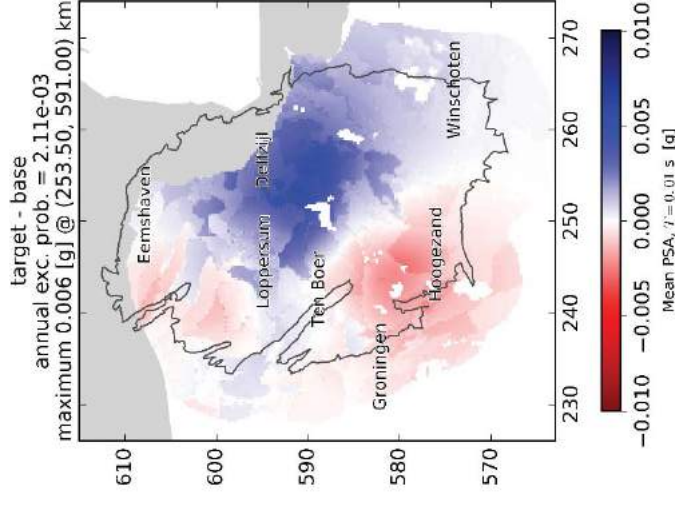 target - base
annual exc. prob. = 2.11e-03
maximum 0.006 [g] @ (253.50, 591.00) km
610
600
590
580
570
Eemshaven
Delfzijl
Loppersum
Ten Boer
Winschoten
Groningen
Hoogezand
230
240
250
260
270
−0.010
−0.005
0.000
0.005
0.010
Mean PSA, T=0.01 s [g]